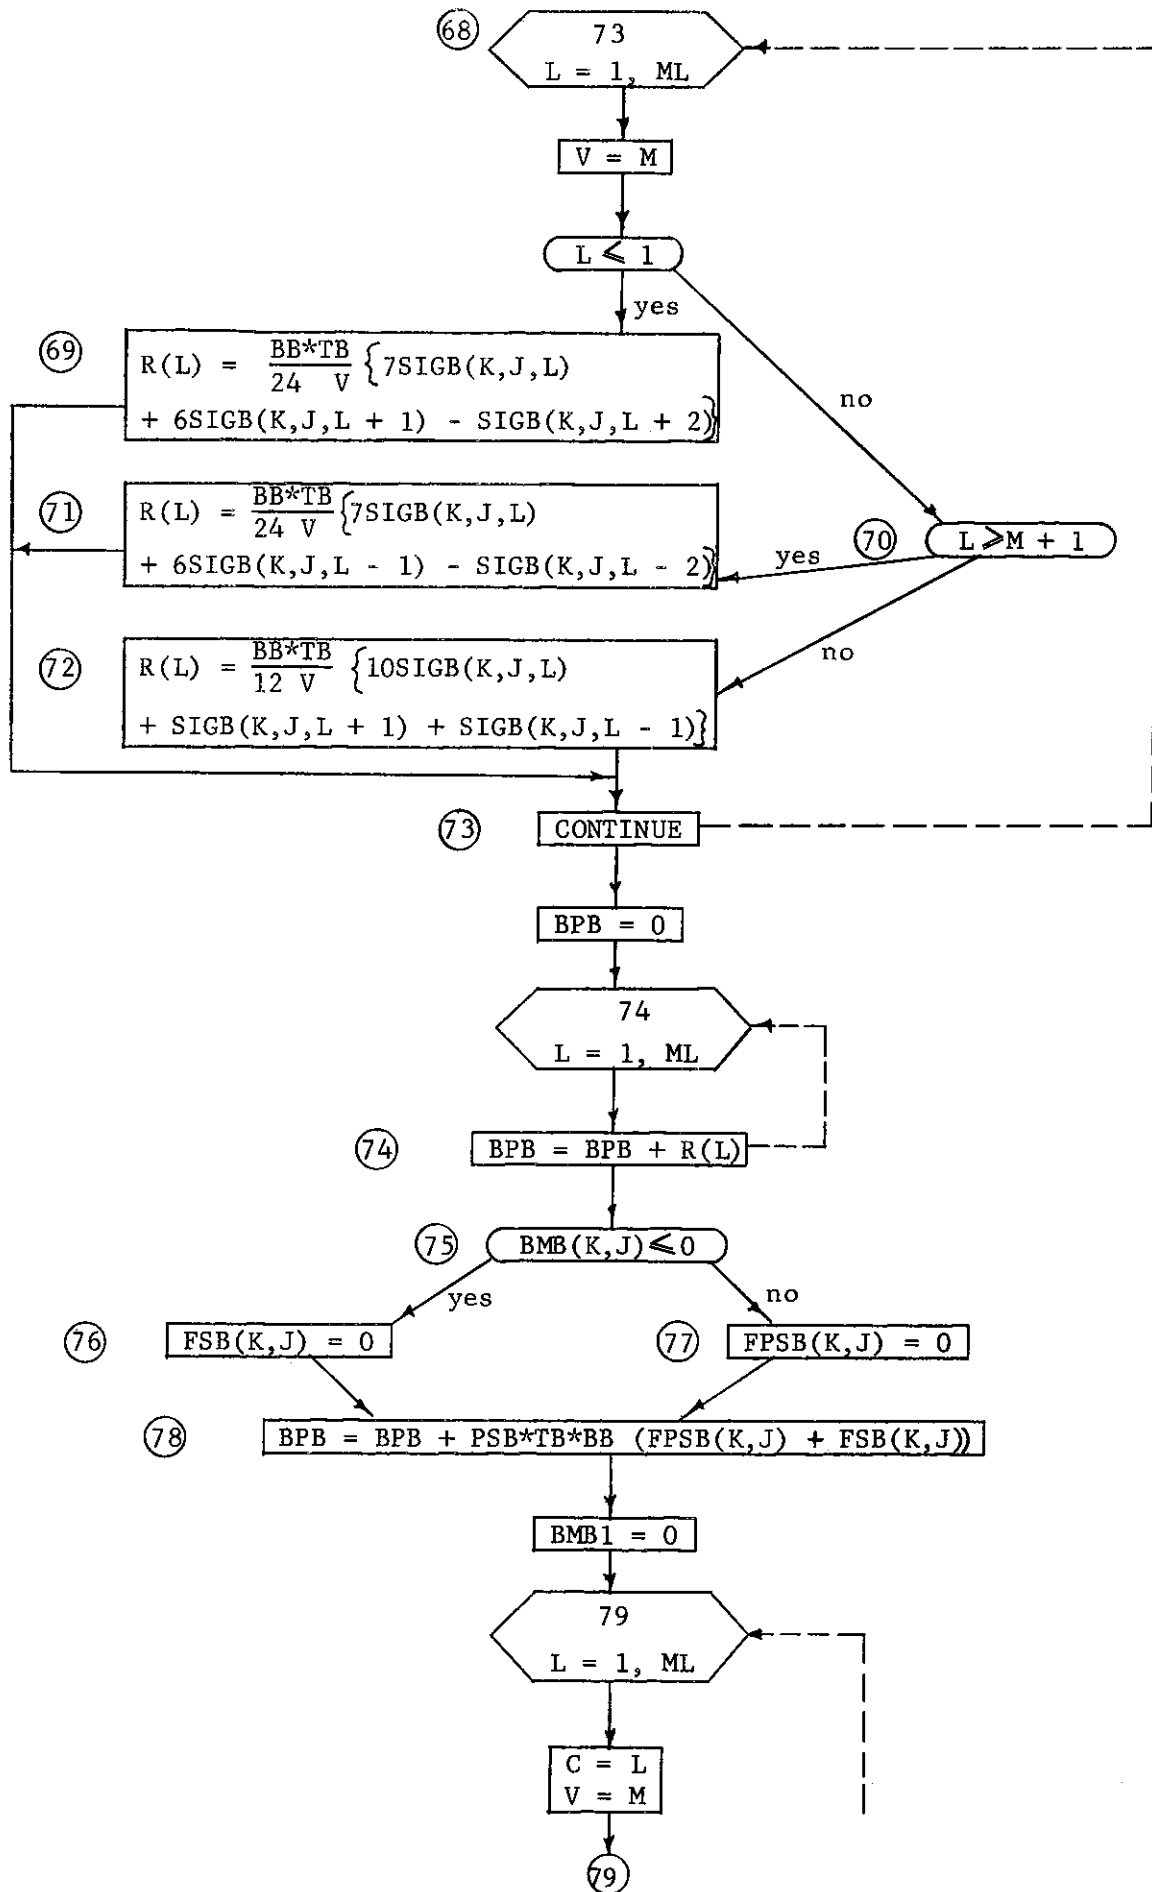 68
73
L = 1, ML
V = M
L ⩽ 1
yes
no
69
R(L) = BB*TB / 24 V {7SIGB(K,J,L)
+ 6SIGB(K,J,L + 1) - SIGB(K,J,L + 2)}
71
R(L) = BB*TB / 24 V {7SIGB(K,J,L)
+ 6SIGB(K,J,L - 1) - SIGB(K,J,L - 2)}
70
L ⩾ M + 1
yes
no
72
R(L) = BB*TB / 12 V {10SIGB(K,J,L)
+ SIGB(K,J,L + 1) + SIGB(K,J,L - 1)}
73
CONTINUE
BPB = 0
74
L = 1, ML
74
BPB = BPB + R(L)
75
BMB(K,J) ⩽ 0
yes
no
76
FSB(K,J) = 0
77
FPSB(K,J) = 0
78
BPB = BPB + PSB*TB*BB (FPSB(K,J) + FSB(K,J))
BMB1 = 0
79
L = 1, ML
C = L
V = M
79